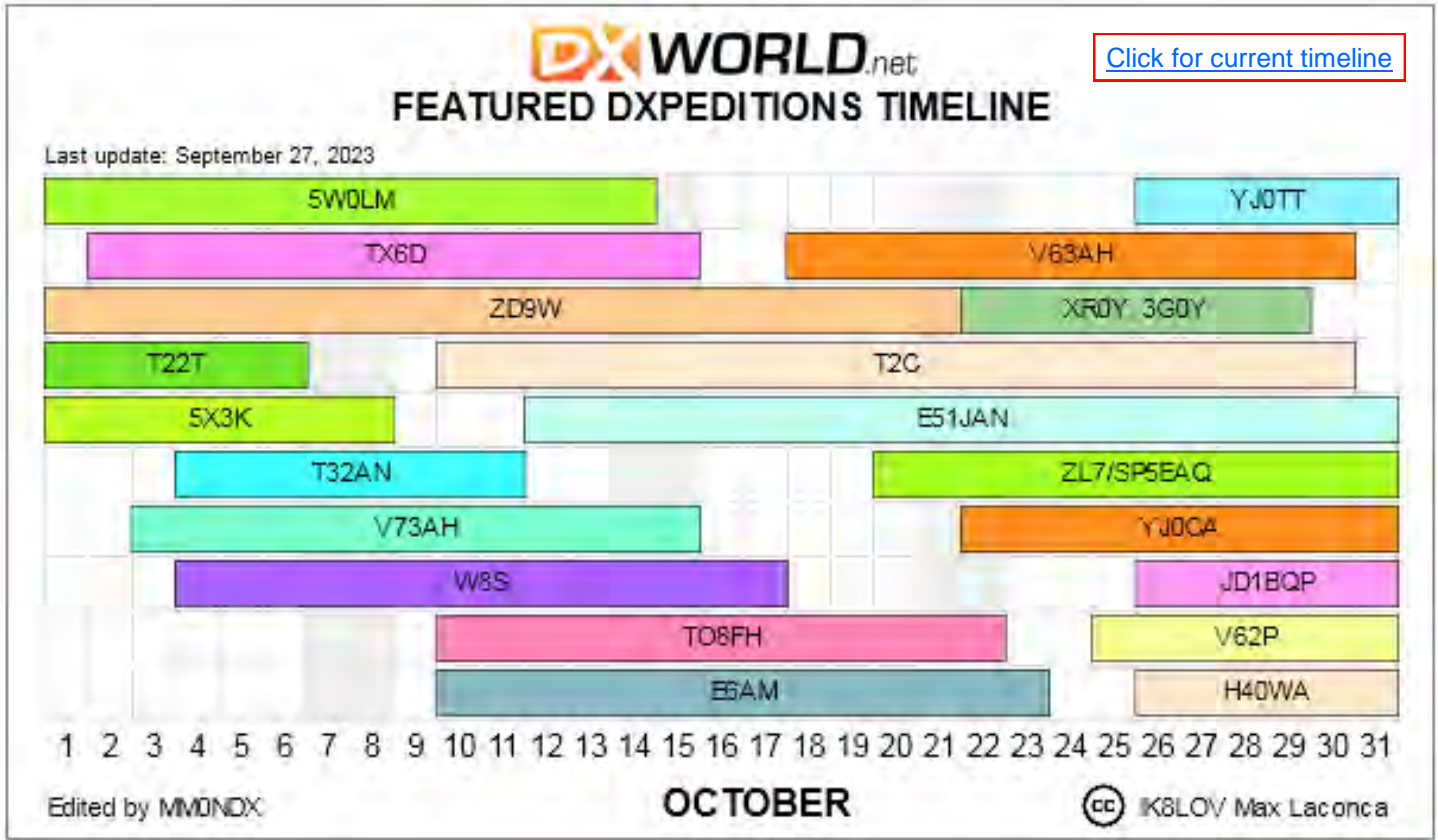 DX WORLD.net
Click for current timeline
FEATURED DXPEDITIONS TIMELINE
Last update: September 27, 2023
5W0LM YJ0TT
TX6D V63AH
ZD9W XR0Y 3G0Y
T22T T2C
5X3K E51JAN
T32AN ZL7/SP5EAQ
V73AH YJ0CA
W8S JD1BQP
TO8FH V62P
E6AM H40WA
1 2 3 4 5 6 7 8 9 10 11 12 13 14 15 16 17 18 19 20 21 22 23 24 25 26 27 28 29 30 31
Edited by MM0NDX OCTOBER cc IK8LOV Max Laconca